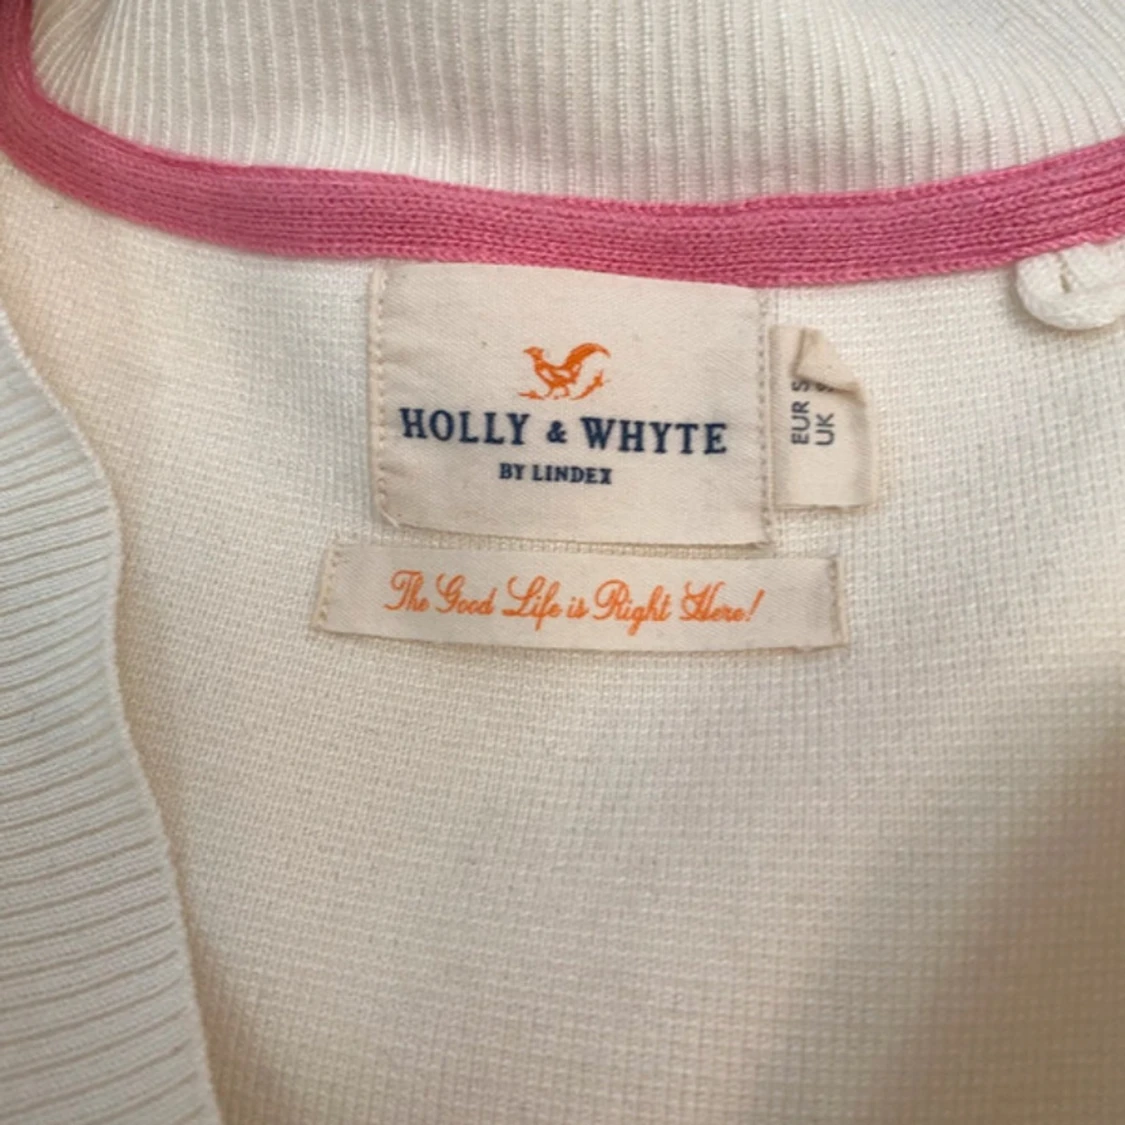 HOLLY & WHYTE
BY LINDEX
EUR S
UK S
The Good Life is Right Here!